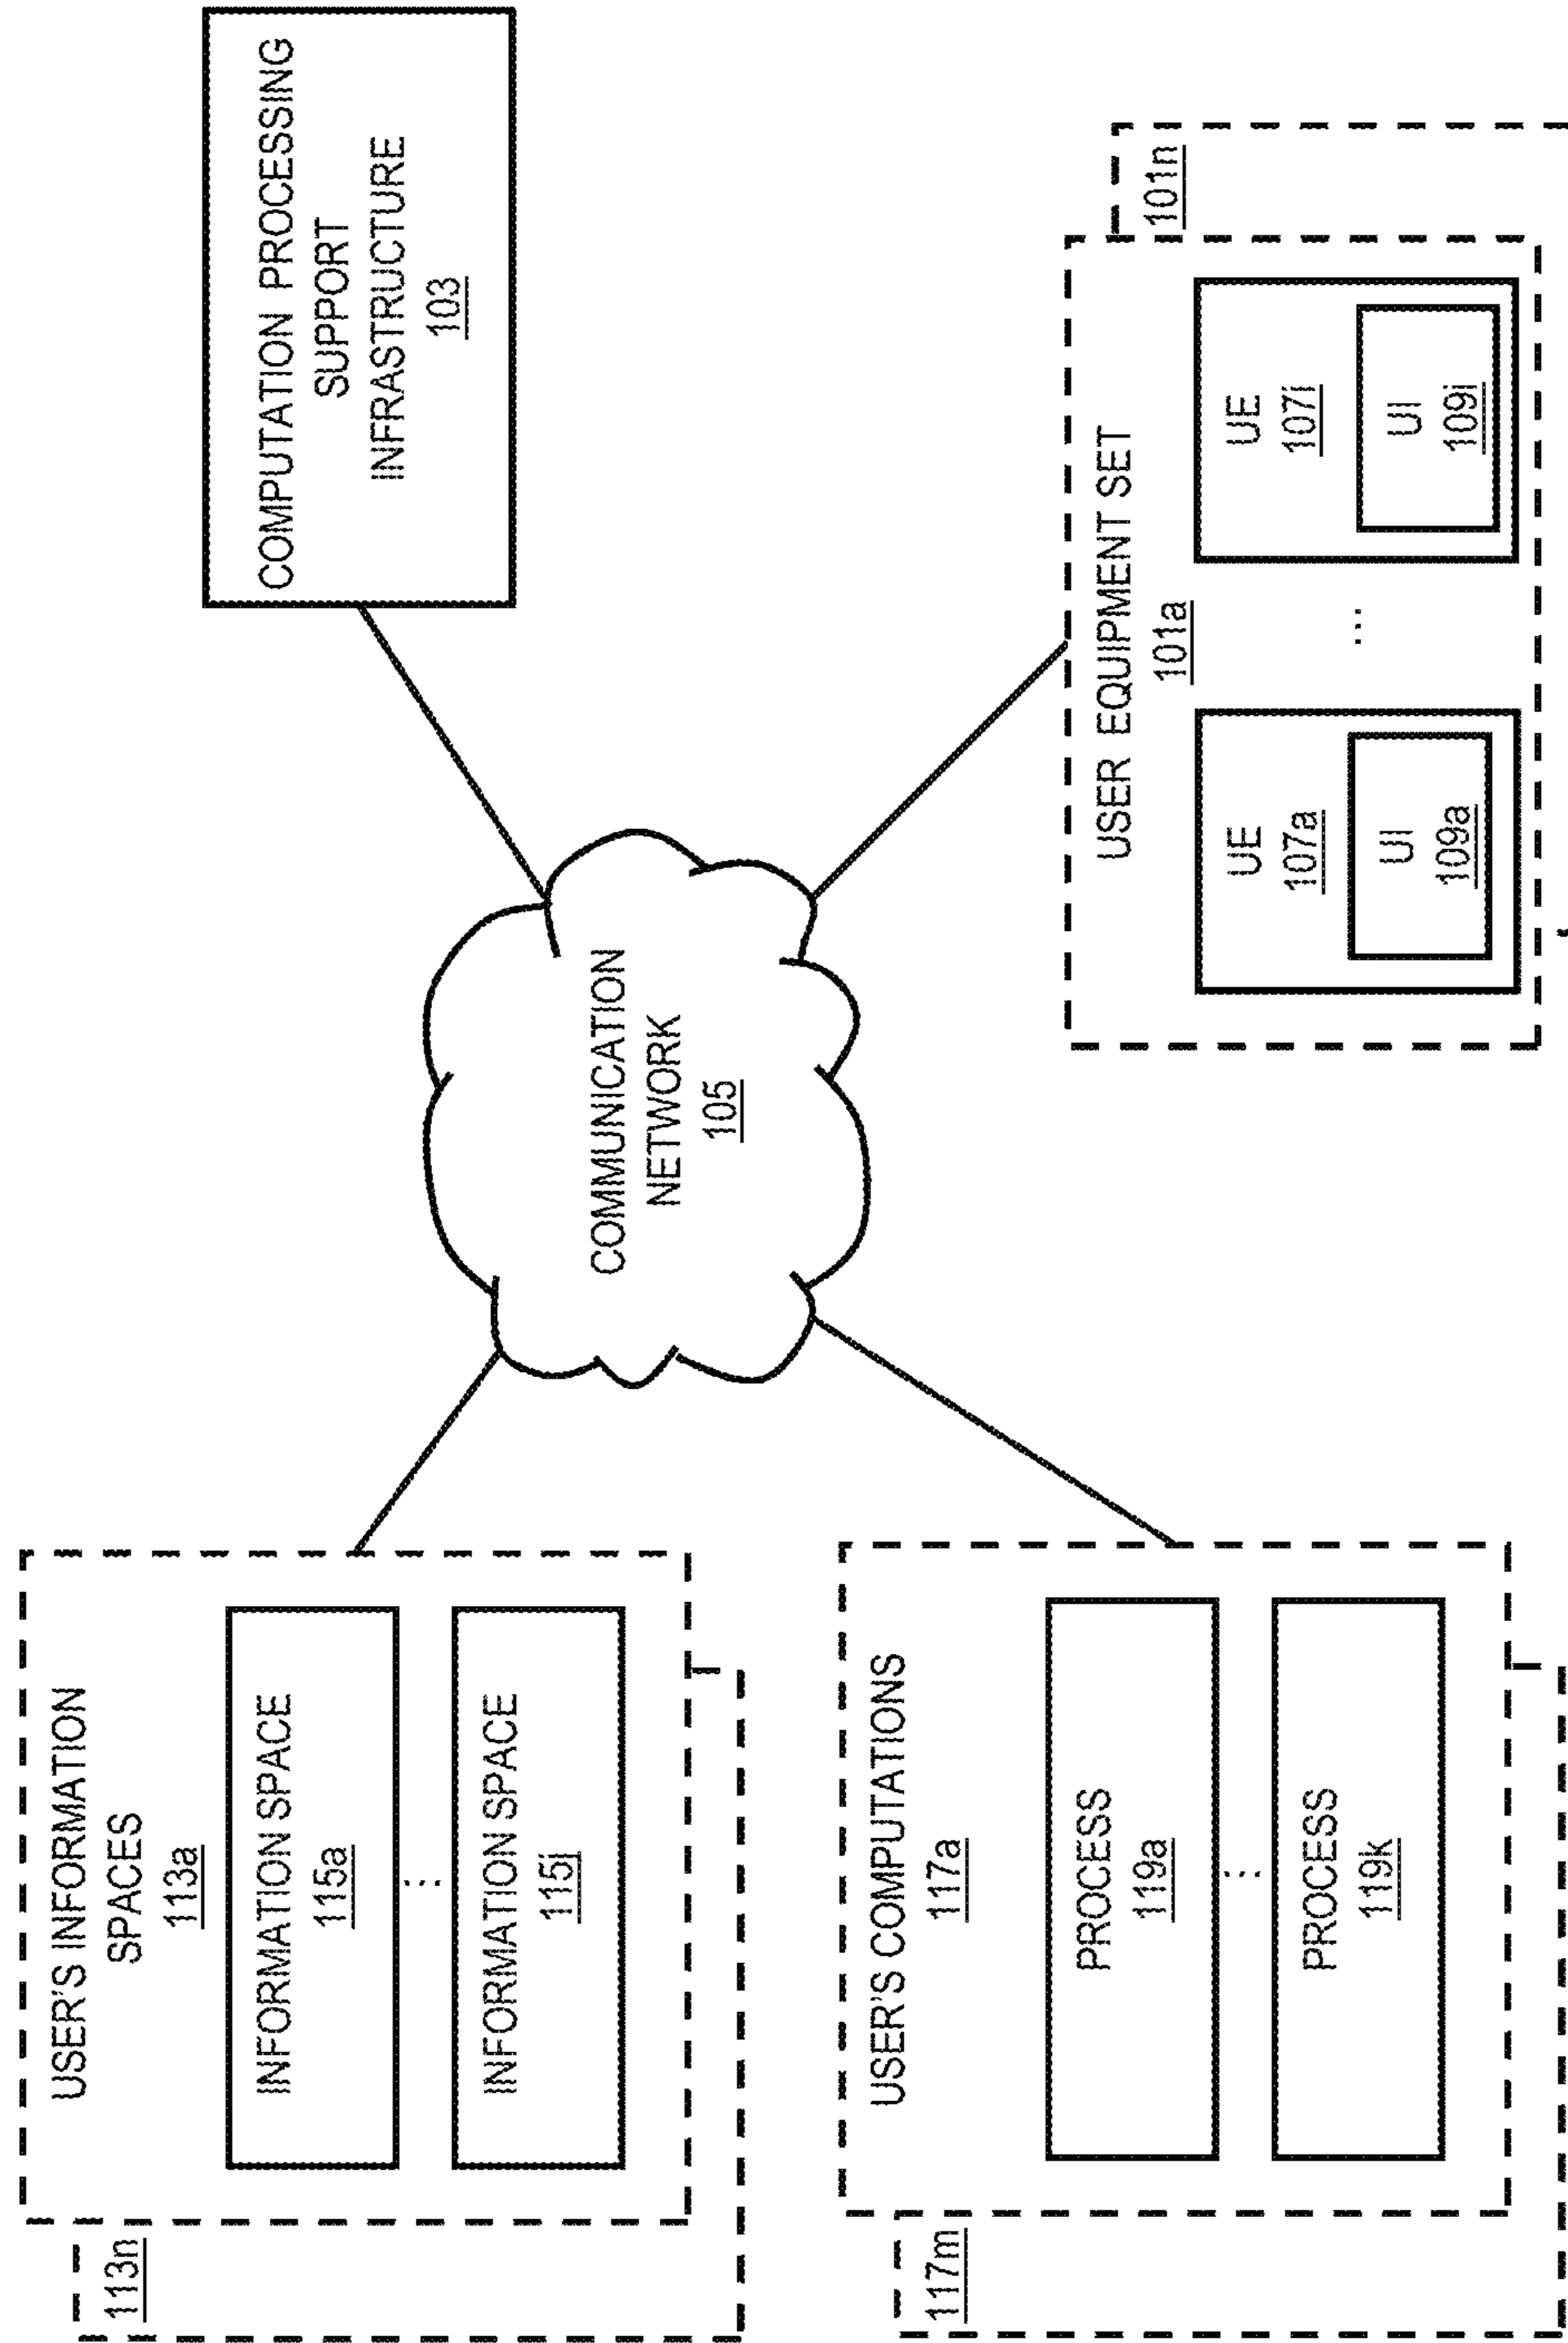 USER'S INFORMATION
SPACES
113a
INFORMATION SPACE
115a
...
INFORMATION SPACE
115j
113n
COMMUNICATION
NETWORK
105
COMPUTATION PROCESSING
SUPPORT
INFRASTRUCTURE
103
USER'S COMPUTATIONS
117a
PROCESS
119a
...
PROCESS
119k
117m
USER EQUIPMENT SET
101a
UE
107a
UI
109a
...
UE
107i
UI
109i
101n